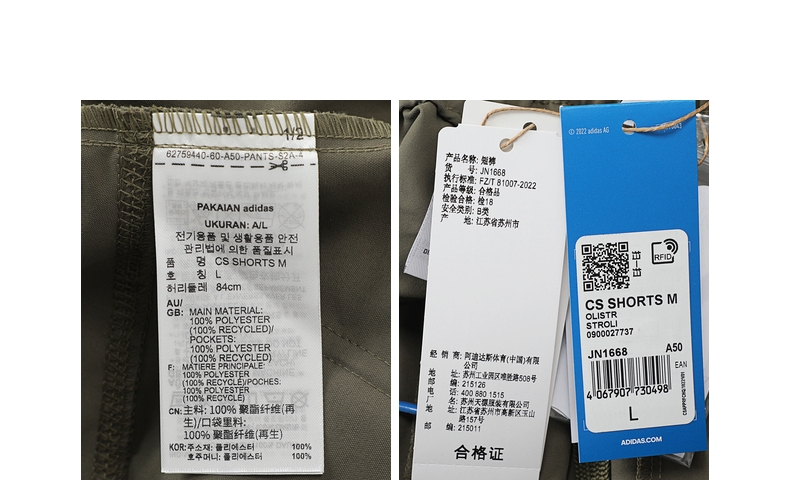 1/2
62759440-60-A50-PANTS-S2A-4
PAKAIAN adidas
UKURAN: A/L
전기용품 및 생활용품 안전
관리법에 의한 품질표시
품 명 CS SHORTS M
호 칭 L
허리둘레 84cm
AU/
GB: MAIN MATERIAL:
100% POLYESTER
(100% RECYCLED)/
POCKETS:
100% POLYESTER
(100% RECYCLED)
F: MATIÈRE PRINCIPALE:
100% POLYESTER
(100% RECYCLÉ)/POCHES:
100% POLYESTER
(100% RECYCLÉ)
CN: 主料: 100% 聚酯纤维(再
生)/口袋里料:
100% 聚酯纤维(再生)
KOR: 주소재: 폴리에스터 100%
호주머니: 폴리에스터 100%
产品名称: 短裤
货 号: JN1668
执行标准: FZ/T 81007-2022
产品等级: 合格品
检验合格: 检18
安全类别: B类
产 地: 江苏省苏州市
经 销 商: 阿迪达斯体育(中国)有限
公司
地 址: 苏州工业园区唯胜路508号
邮 编: 215126
电 话: 400 880 1515
厂 名: 苏州天源服装有限公司
地 址: 江苏省苏州市高新区玉山
路157号
邮 编: 215011
合格证
© 2022 adidas AG
RFID
CS SHORTS M
OLISTR
STROLI
0900027737
JN1668 A50
EAN
4 067907 730498
L
ADIDAS.COM